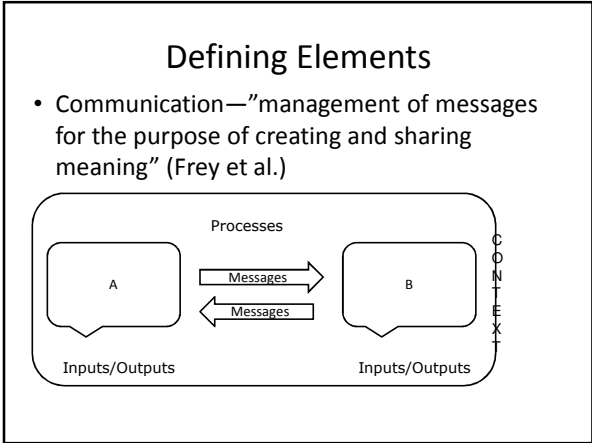 Defining Elements
• Communication—”management of messages
for the purpose of creating and sharing
meaning” (Frey et al.)
Processes
A
Messages
Messages
B
CONTEXT
Inputs/Outputs
Inputs/Outputs